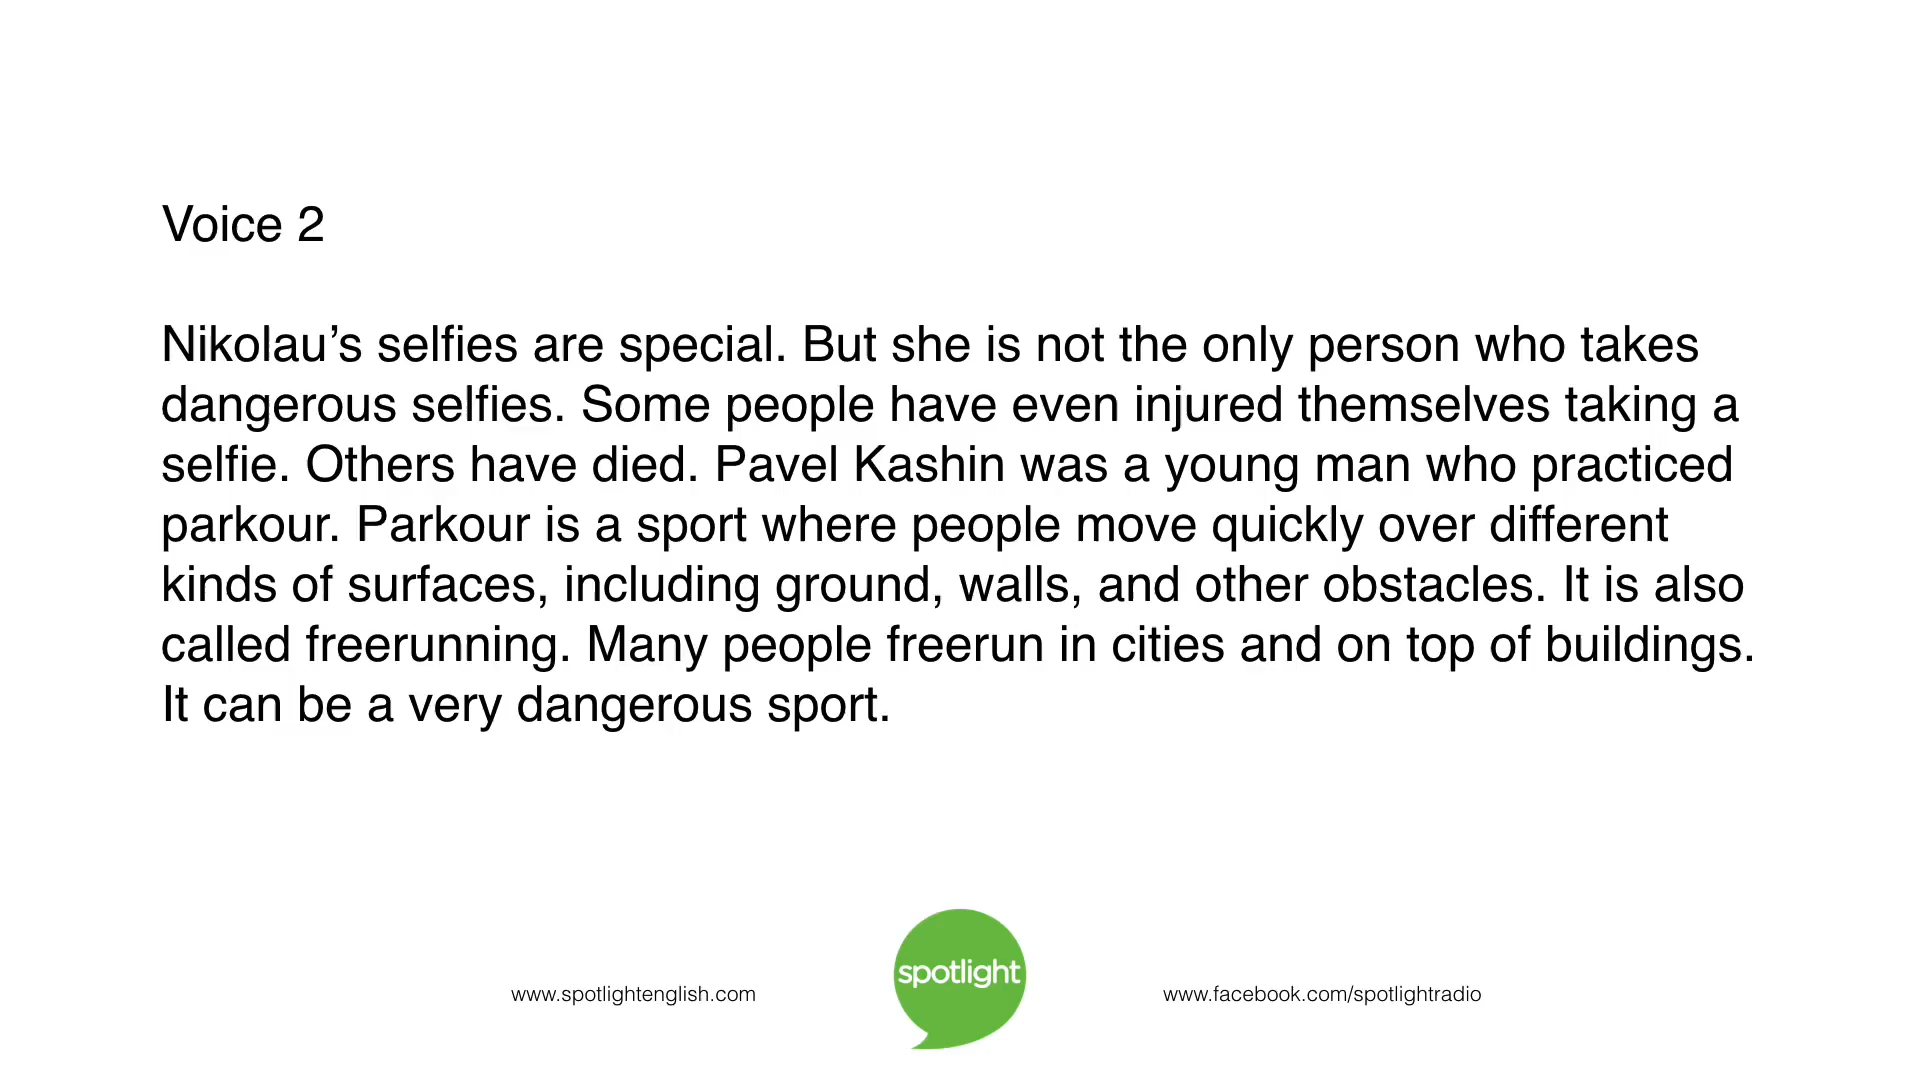 Voice 2
Nikolau’s selfies are special. But she is not the only person who takes
dangerous selfies. Some people have even injured themselves taking a
selfie. Others have died. Pavel Kashin was a young man who practiced
parkour. Parkour is a sport where people move quickly over different
kinds of surfaces, including ground, walls, and other obstacles. It is also
called freerunning. Many people freerun in cities and on top of buildings.
It can be a very dangerous sport.
spotlight
www.spotlightenglish.com
www.facebook.com/spotlightradio